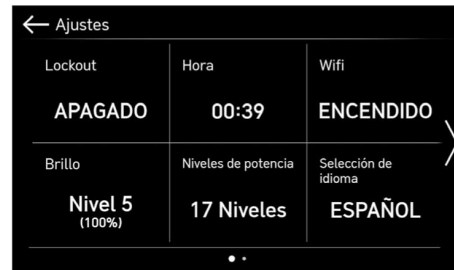 Ajustes
Lockout
Hora
Wifi
APAGADO
00:39
ENCENDIDO
Brillo
Niveles de potencia
Selección de
idioma
Nivel 5
(100%)
17 Niveles
ESPAÑOL